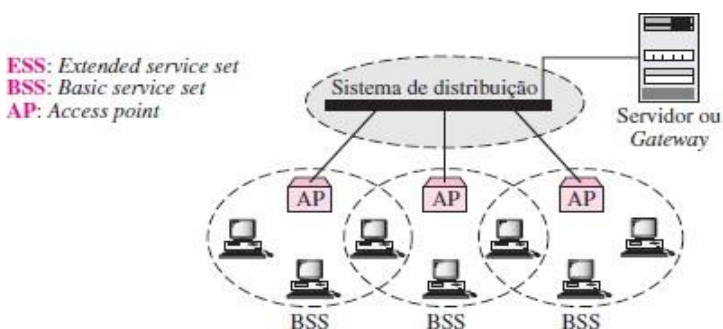 ESS: Extended service set
BSS: Basic service set
AP: Access point
Sistema de distribuição
Servidor ou
Gateway
AP
AP
AP
BSS
BSS
BSS